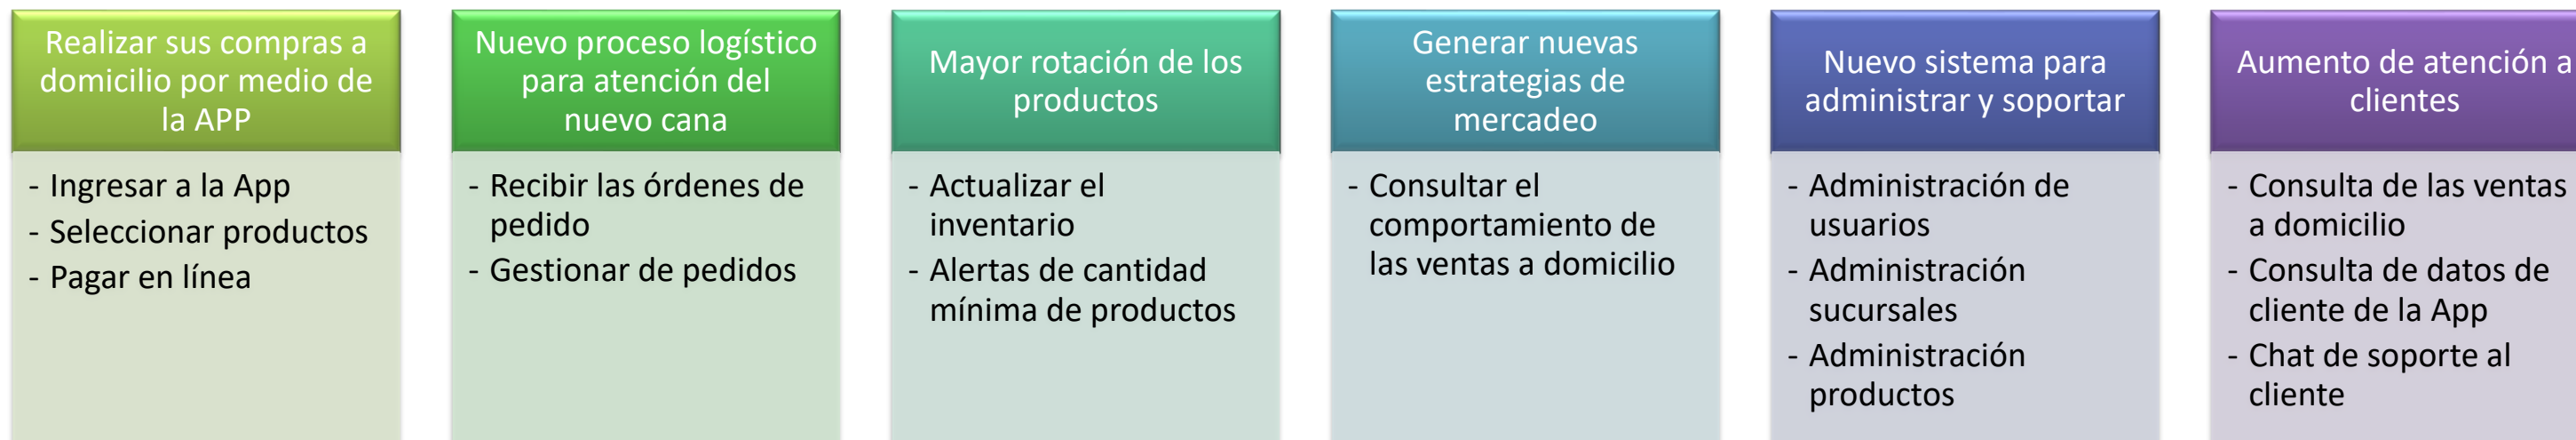 Realizar sus compras a
domicilio por medio de
la APP
- Ingresar a la App
- Seleccionar productos
- Pagar en línea
Nuevo proceso logístico
para atención del
nuevo cana
- Recibir las órdenes de
pedido
- Gestionar de pedidos
Mayor rotación de los
productos
- Actualizar el
inventario
- Alertas de cantidad
mínima de productos
Generar nuevas
estrategias de
mercadeo
- Consultar el
comportamiento de
las ventas a domicilio
Nuevo sistema para
administrar y soportar
- Administración de
usuarios
- Administración
sucursales
- Administración
productos
Aumento de atención a
clientes
- Consulta de las ventas
a domicilio
- Consulta de datos de
cliente de la App
- Chat de soporte al
cliente